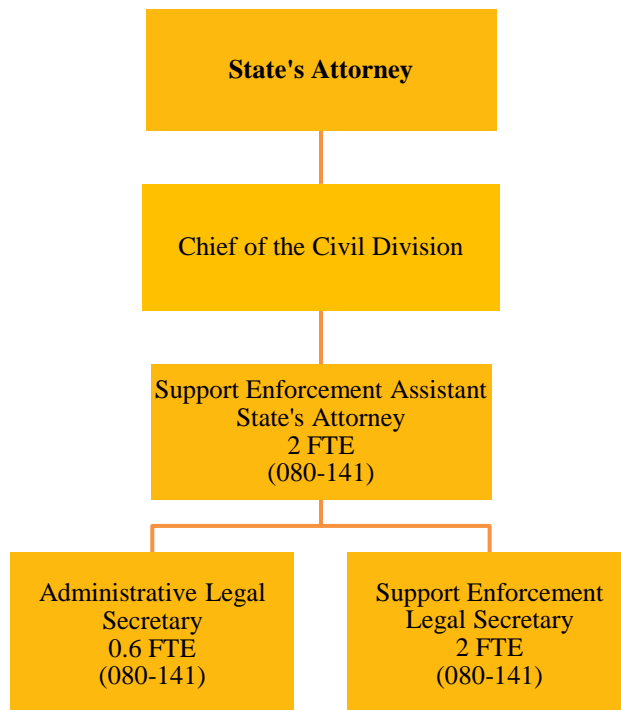 State's Attorney
Chief of the Civil Division
Support Enforcement Assistant
State's Attorney
2 FTE
(080-141)
Administrative Legal
Secretary
0.6 FTE
(080-141)
Support Enforcement
Legal Secretary
2 FTE
(080-141)